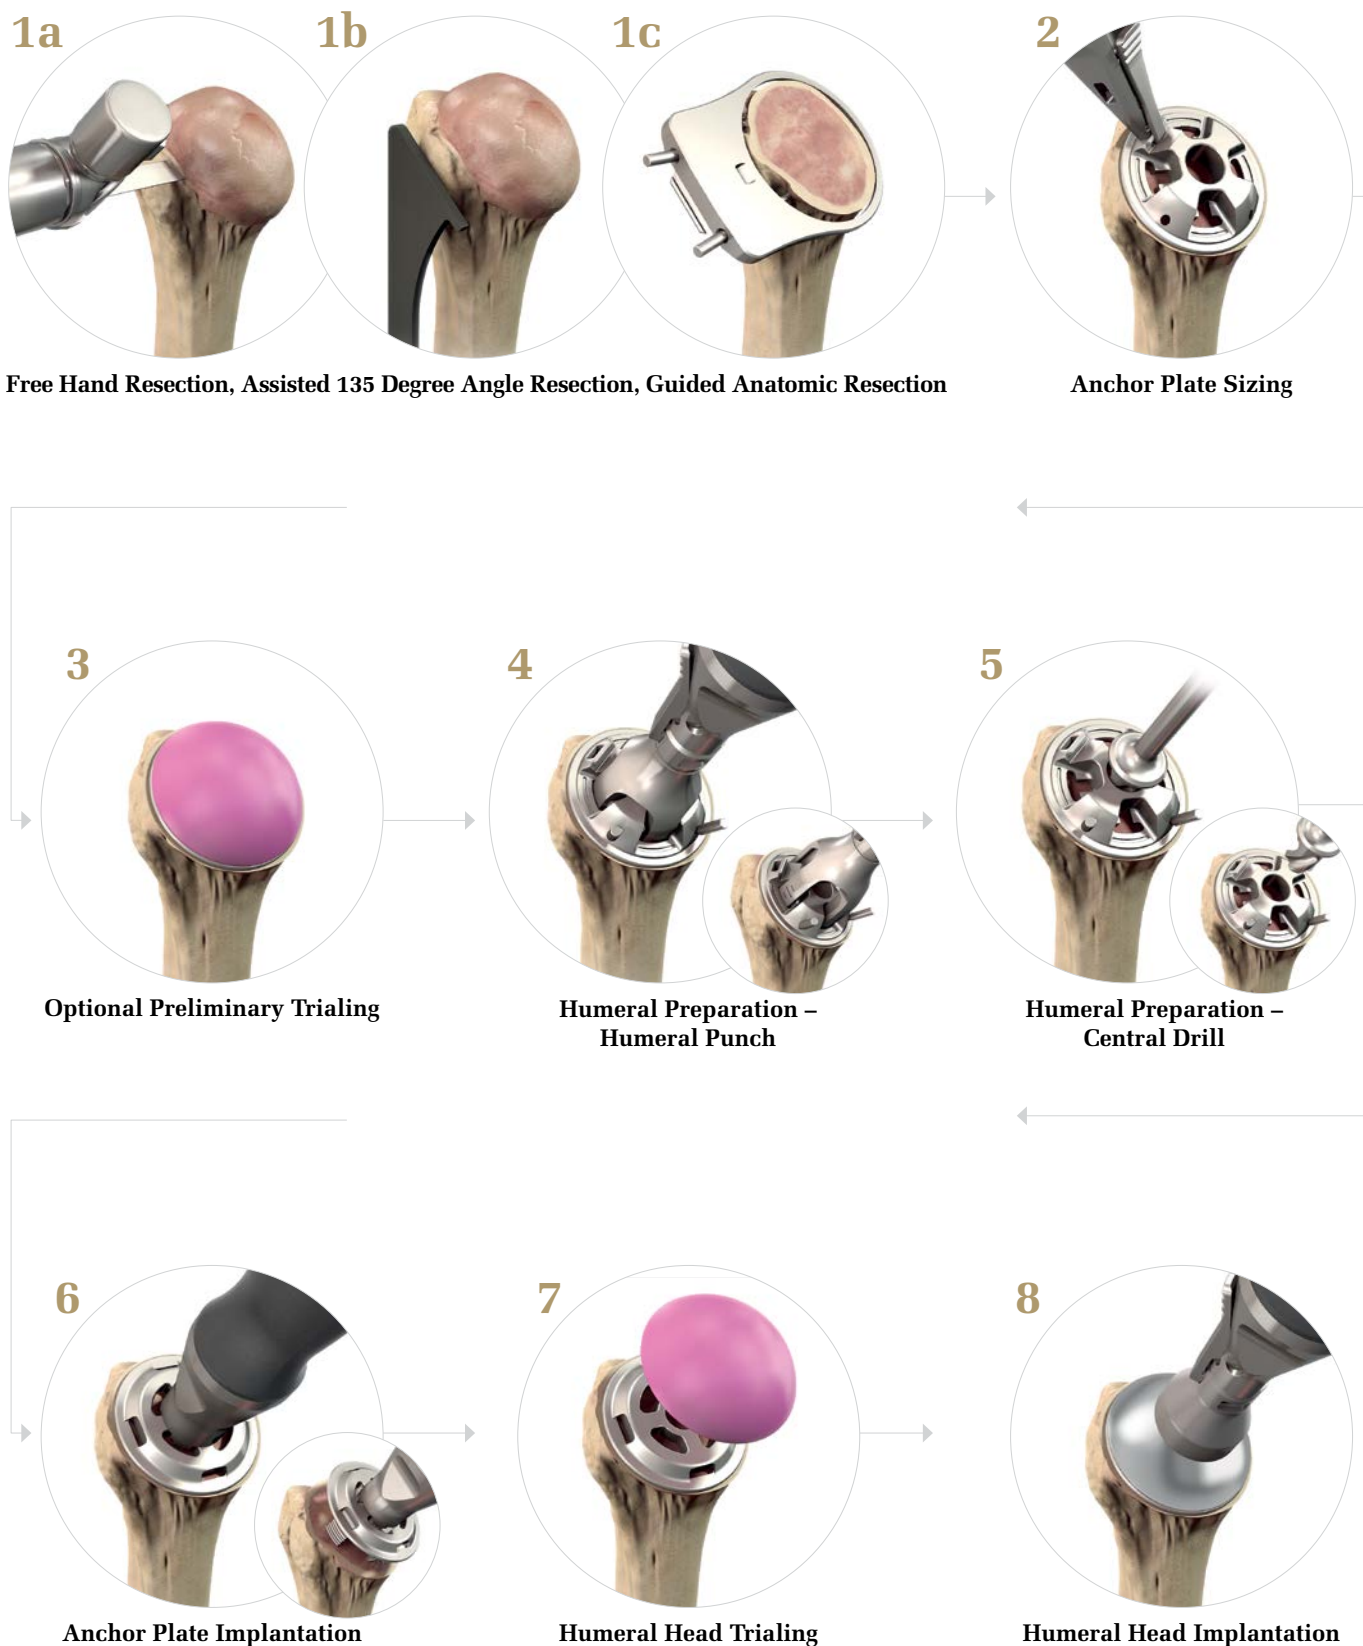 1a
1b
1c
2
Free Hand Resection, Assisted 135 Degree Angle Resection, Guided Anatomic Resection
Anchor Plate Sizing
3
4
5
Optional Preliminary Trialing
Humeral Preparation –
Humeral Punch
Humeral Preparation –
Central Drill
6
7
8
Anchor Plate Implantation
Humeral Head Trialing
Humeral Head Implantation